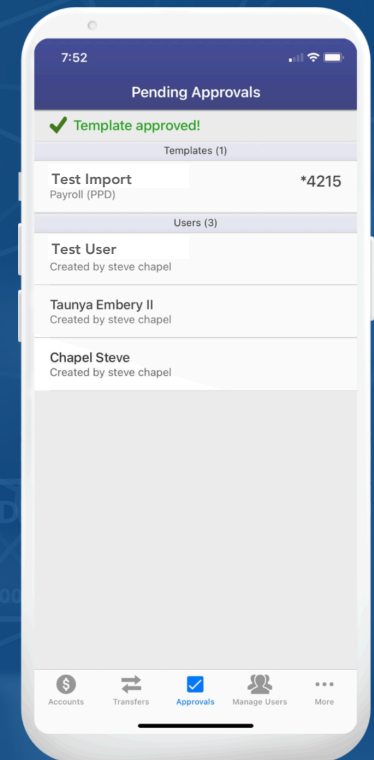 7:52
Pending Approvals
Template approved!
Templates (1)
Test Import *4215
Payroll (PPD)
Users (3)
Test User
Created by steve chapel
Taunya Embery II
Created by steve chapel
Chapel Steve
Created by steve chapel
Accounts Transfers Approvals Manage Users More